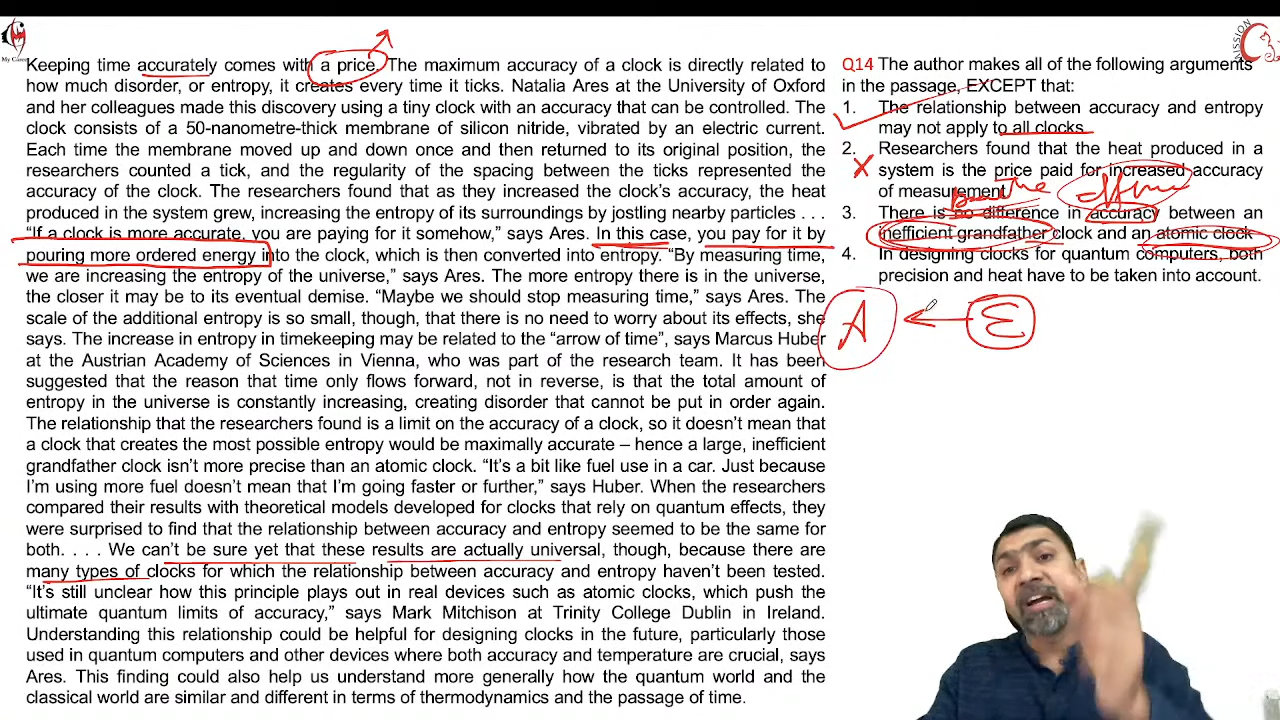 My Career
MISSION
Keeping time accurately comes with a price. The maximum accuracy of a clock is directly related to
how much disorder, or entropy, it creates every time it ticks. Natalia Ares at the University of Oxford
and her colleagues made this discovery using a tiny clock with an accuracy that can be controlled. The
clock consists of a 50-nanometre-thick membrane of silicon nitride, vibrated by an electric current.
Each time the membrane moved up and down once and then returned to its original position, the
researchers counted a tick, and the regularity of the spacing between the ticks represented the
accuracy of the clock. The researchers found that as they increased the clock's accuracy, the heat
produced in the system grew, increasing the entropy of its surroundings by jostling nearby particles . . .
“If a clock is more accurate, you are paying for it somehow,” says Ares. In this case, you pay for it by
pouring more ordered energy into the clock, which is then converted into entropy. “By measuring time,
we are increasing the entropy of the universe,” says Ares. The more entropy there is in the universe,
the closer it may be to its eventual demise. “Maybe we should stop measuring time,” says Ares. The
scale of the additional entropy is so small, though, that there is no need to worry about its effects, she
says. The increase in entropy in timekeeping may be related to the “arrow of time”, says Marcus Huber
at the Austrian Academy of Sciences in Vienna, who was part of the research team. It has been
suggested that the reason that time only flows forward, not in reverse, is that the total amount of
entropy in the universe is constantly increasing, creating disorder that cannot be put in order again.
The relationship that the researchers found is a limit on the accuracy of a clock, so it doesn't mean that
a clock that creates the most possible entropy would be maximally accurate – hence a large, inefficient
grandfather clock isn't more precise than an atomic clock. “It's a bit like fuel use in a car. Just because
I'm using more fuel doesn't mean that I'm going faster or further,” says Huber. When the researchers
compared their results with theoretical models developed for clocks that rely on quantum effects, they
were surprised to find that the relationship between accuracy and entropy seemed to be the same for
both. . . . We can't be sure yet that these results are actually universal, though, because there are
many types of clocks for which the relationship between accuracy and entropy haven't been tested.
“It's still unclear how this principle plays out in real devices such as atomic clocks, which push the
ultimate quantum limits of accuracy,” says Mark Mitchison at Trinity College Dublin in Ireland.
Understanding this relationship could be helpful for designing clocks in the future, particularly those
used in quantum computers and other devices where both accuracy and temperature are crucial, says
Ares. This finding could also help us understand more generally how the quantum world and the
classical world are similar and different in terms of thermodynamics and the passage of time.
Q14 The author makes all of the following arguments
in the passage, EXCEPT that:
1. The relationship between accuracy and entropy
may not apply to all clocks.
2. Researchers found that the heat produced in a
system is the price paid for increased accuracy
of measurement
3. There is no difference in accuracy between an
inefficient grandfather clock and an atomic clock
4. In designing clocks for quantum computers, both
precision and heat have to be taken into account.
A E